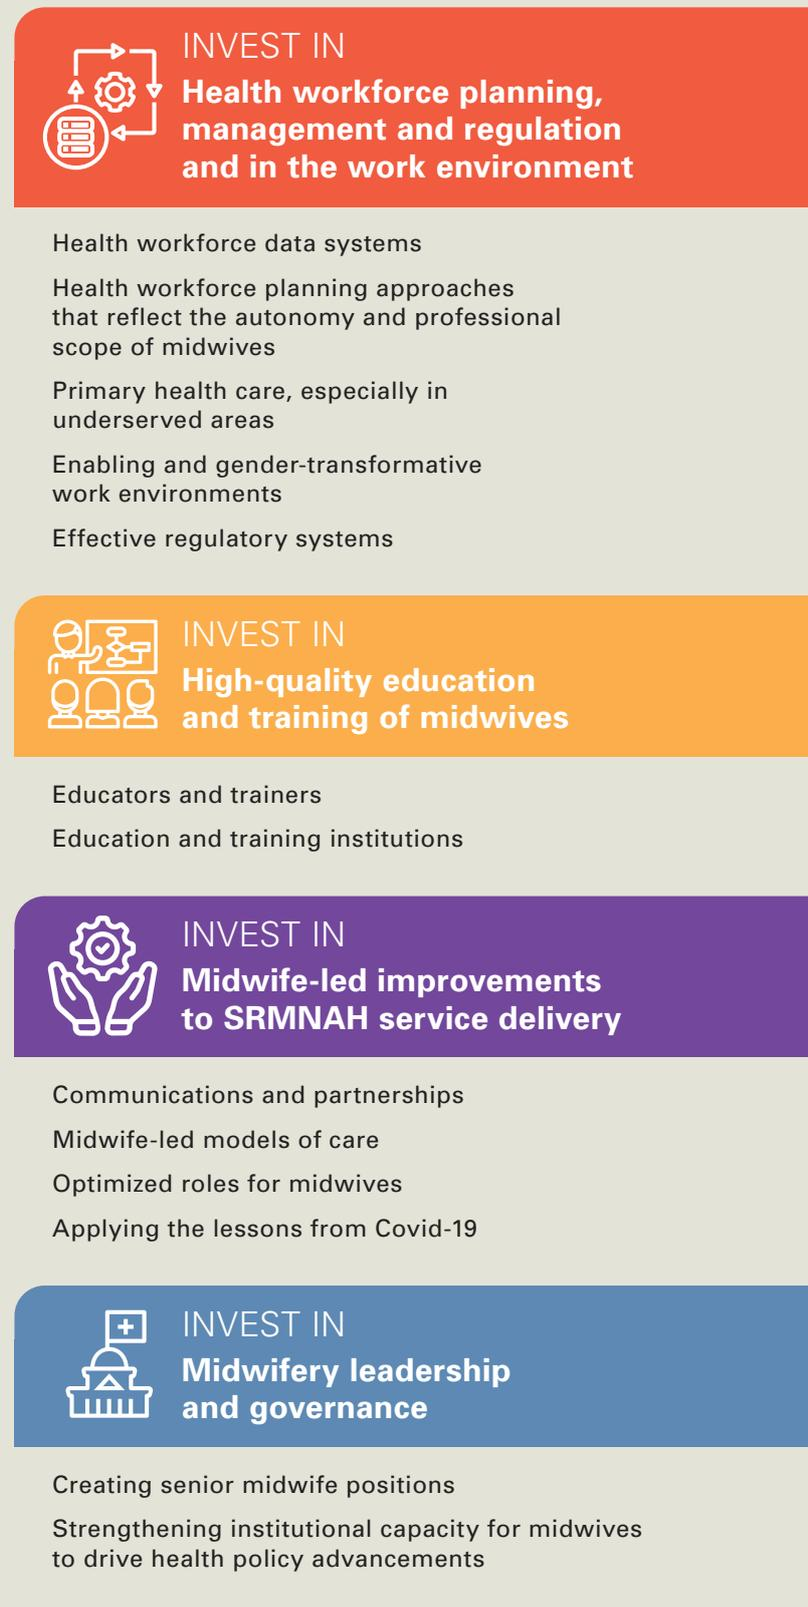 INVEST IN
Health workforce planning,
management and regulation
and in the work environment
Health workforce data systems
Health workforce planning approaches
that reflect the autonomy and professional
scope of midwives
Primary health care, especially in
underserved areas
Enabling and gender-transformative
work environments
Effective regulatory systems
INVEST IN
High-quality education
and training of midwives
Educators and trainers
Education and training institutions
INVEST IN
Midwife-led improvements
to SRMNAH service delivery
Communications and partnerships
Midwife-led models of care
Optimized roles for midwives
Applying the lessons from Covid-19
INVEST IN
Midwifery leadership
and governance
Creating senior midwife positions
Strengthening institutional capacity for midwives
to drive health policy advancements